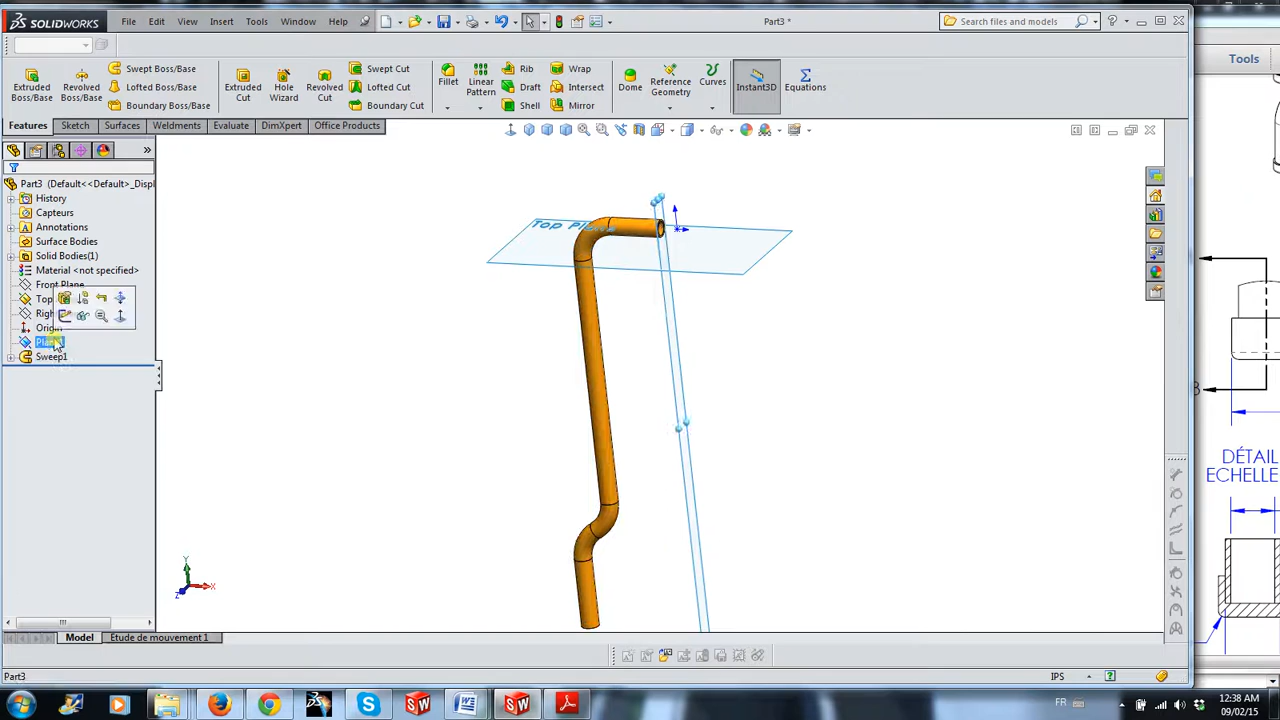 SOLIDWORKS File Edit View Insert Tools Window Help Part3 * Search files and models
Tools
Extruded Boss/Base Revolved Boss/Base Swept Boss/Base Lofted Boss/Base Boundary Boss/Base Extruded Cut Hole Wizard Revolved Cut Swept Cut Lofted Cut Boundary Cut Fillet Linear Pattern Rib Draft Shell Wrap Intersect Mirror Dome Reference Geometry Curves Instant3D Equations
Features Sketch Surfaces Weldments Evaluate DimXpert Office Products
Part3 (Default<<Default>_Displ
History
Capteurs
Annotations
Surface Bodies
Solid Bodies(1)
Material <not specified>
Front Plane
Top
Righ
Origin
Sweep1
Top Plane
Y
X
Z
DÉTAIL
ECHELLE
Model Etude de mouvement 1
Part3 IPS
FR 12:38 AM
09/02/15